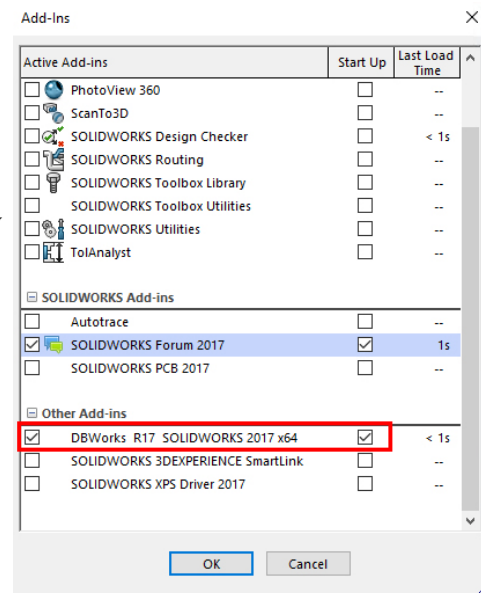 Add-Ins
Active Add-ins Start Up Last Load Time
PhotoView 360 --
ScanTo3D --
SOLIDWORKS Design Checker < 1s
SOLIDWORKS Routing --
SOLIDWORKS Toolbox Library --
SOLIDWORKS Toolbox Utilities --
SOLIDWORKS Utilities --
TolAnalyst --
SOLIDWORKS Add-ins
Autotrace --
SOLIDWORKS Forum 2017 1s
SOLIDWORKS PCB 2017 --
Other Add-ins
DBWorks R17 SOLIDWORKS 2017 x64 < 1s
SOLIDWORKS 3DEXPERIENCE SmartLink --
SOLIDWORKS XPS Driver 2017 --
OK Cancel